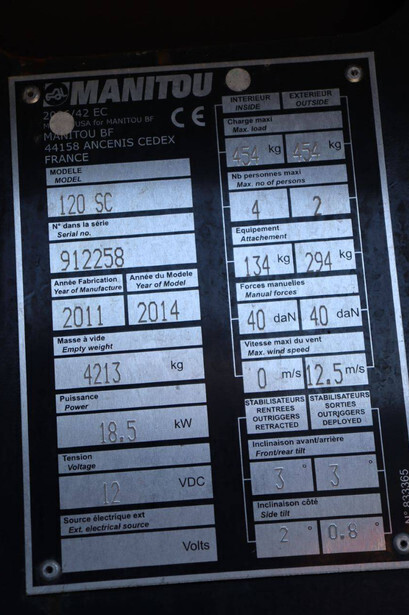 MANITOU
/42 EC
USA for MANITOU BF
CE
MANITOU BF
44158 ANCENIS CEDEX
FRANCE
MODELE
MODEL
120 SC
N° dans la série
Serial no.
912258
Année Fabrication
Year of Manufacture
2011
Année du Modele
Year of Model
2014
Masse à vide
Empty weight
4213 kg
Puissance
Power
18.5 kW
Tension
Voltage
12 VDC
Source électrique ext
Ext. electrical source
Volts
INTERIEUR
INSIDE
EXTERIEUR
OUTSIDE
Charge maxi
Max. load
454 kg 454 kg
Nb personnes maxi
Max. no of persons
4 2
Equipement
Attachement
134 kg 294 kg
Forces manuelles
Manual forces
40 daN 40 daN
Vitesse maxi du vent
Max. wind speed
0 m/s 12.5 m/s
STABILISATEURS
RENTREES
OUTRIGGERS
RETRACTED
STABILISATEURS
SORTIES
OUTRIGGERS
DEPLOYED
Inclinaison avant/arrière
Front/rear tilt
3 ° 3 °
Inclinaison côté
Side tilt
2 ° 0.8 °
N° 833365